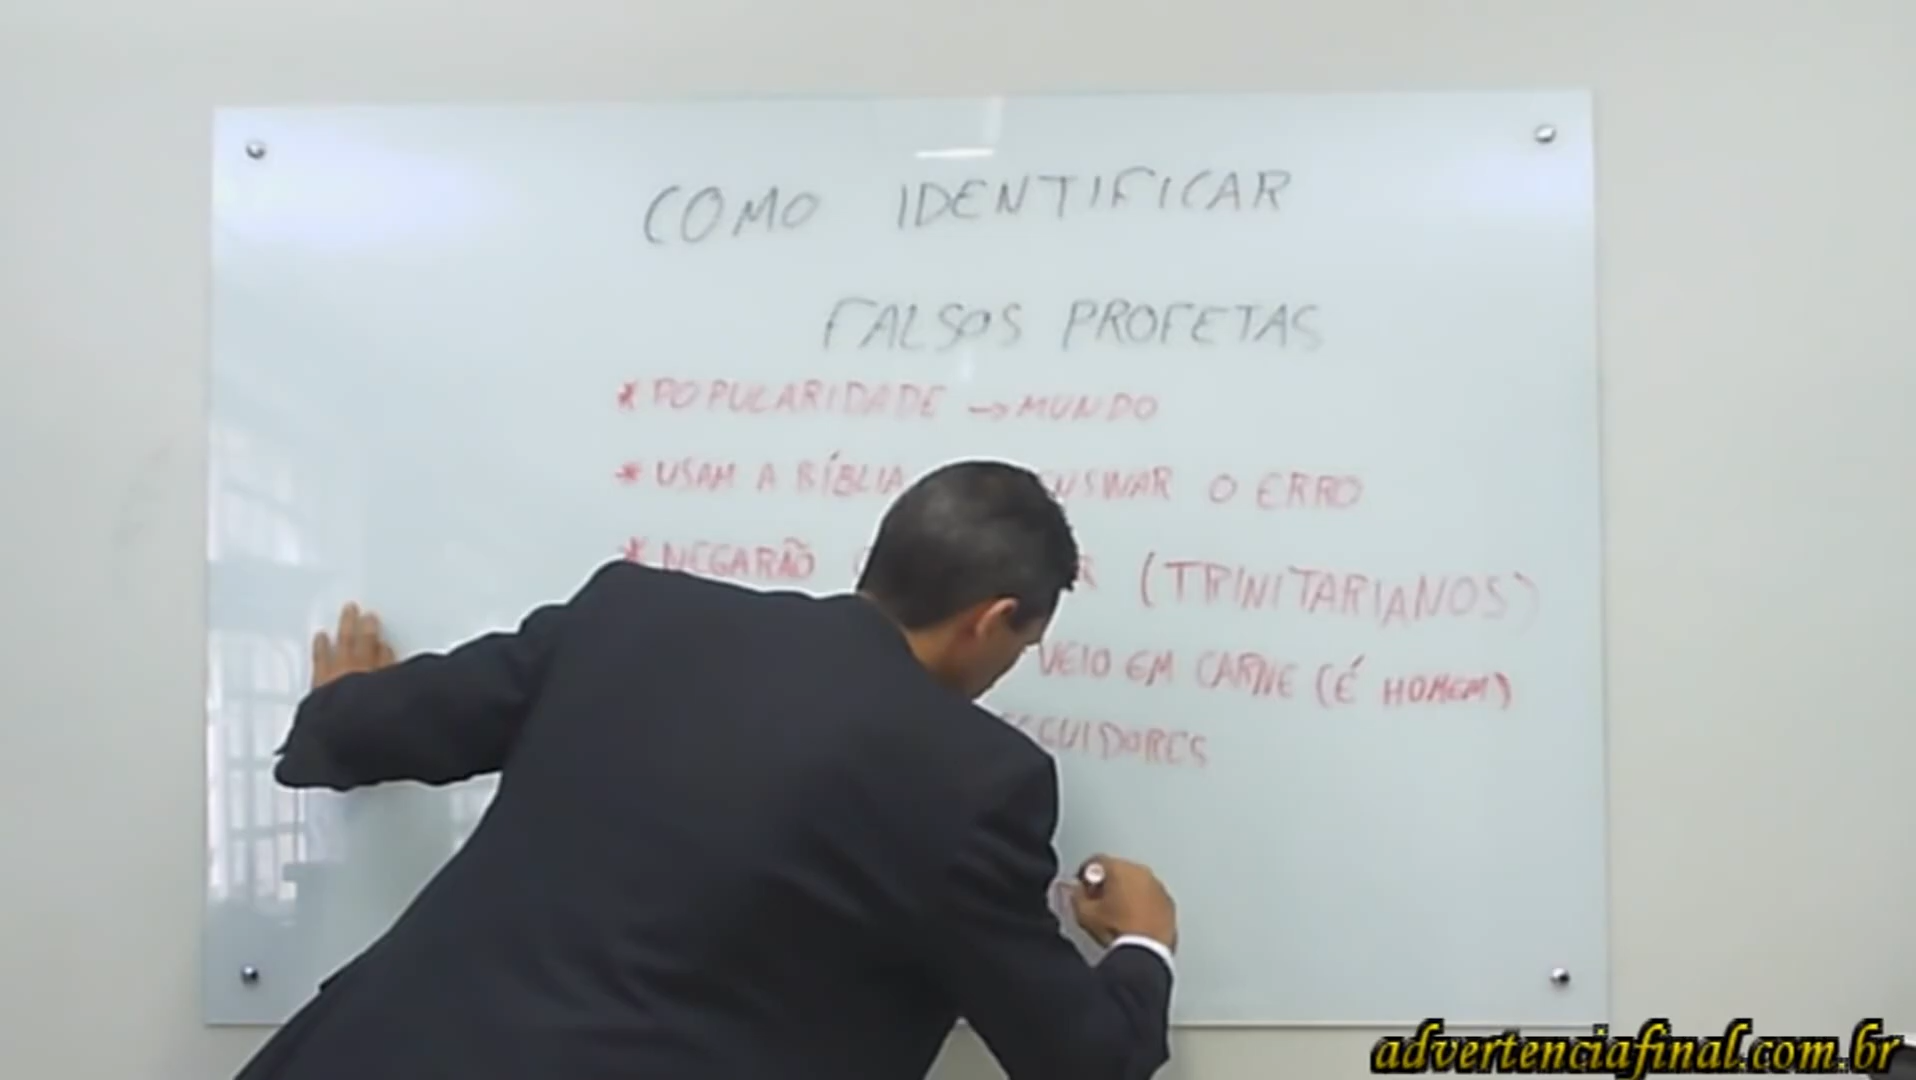 COMO IDENTIFICAR
FALSOS PROFETAS
* POPULARIDADE → MUNDO
* USAM A BÍBLIA O ERRO
* NEGARÃO (TRINITARIANOS)
VEIO EM CARNE (É HOMEM)
advertenciafinal.com.br